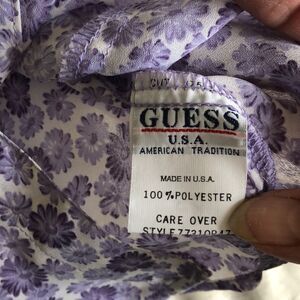 GUESS
U.S.A.
AMERICAN TRADITION
MADE IN U.S.A.
100%POLYESTER
CARE OVER